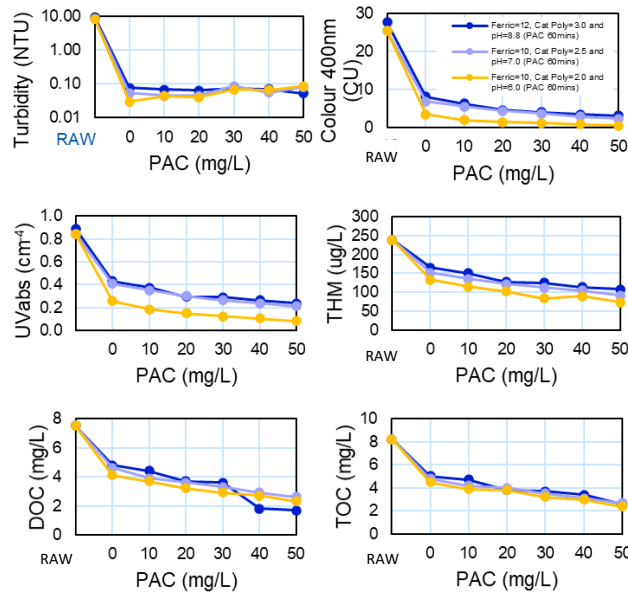 Turbidity (NTU)
10.00
1.00
0.10
0.01
RAW
0 10 20 30 40 50
PAC (mg/L)
Colour 400nm
(CU)
30
20
10
0
Ferric=12, Cat Poly=3.0 and
pH=8.8 (PAC 60mins)
Ferric=10, Cat Poly=2.5 and
pH=7.0 (PAC 60mins)
Ferric=10, Cat Poly=2.0 and
pH=6.0 (PAC 60mins)
RAW
0 10 20 30 40 50
PAC (mg/L)
UVabs (cm⁻⁴)
1.0
0.8
0.6
0.4
0.2
0.0
0 10 20 30 40 50
PAC (mg/L)
THM (ug/L)
300
250
200
150
100
50
0
RAW
0 10 20 30 40 50
PAC (mg/L)
DOC (mg/L)
8
6
4
2
0
RAW
0 10 20 30 40 50
PAC (mg/L)
TOC (mg/L)
10
8
6
4
2
0
RAW
0 10 20 30 40 50
PAC (mg/L)